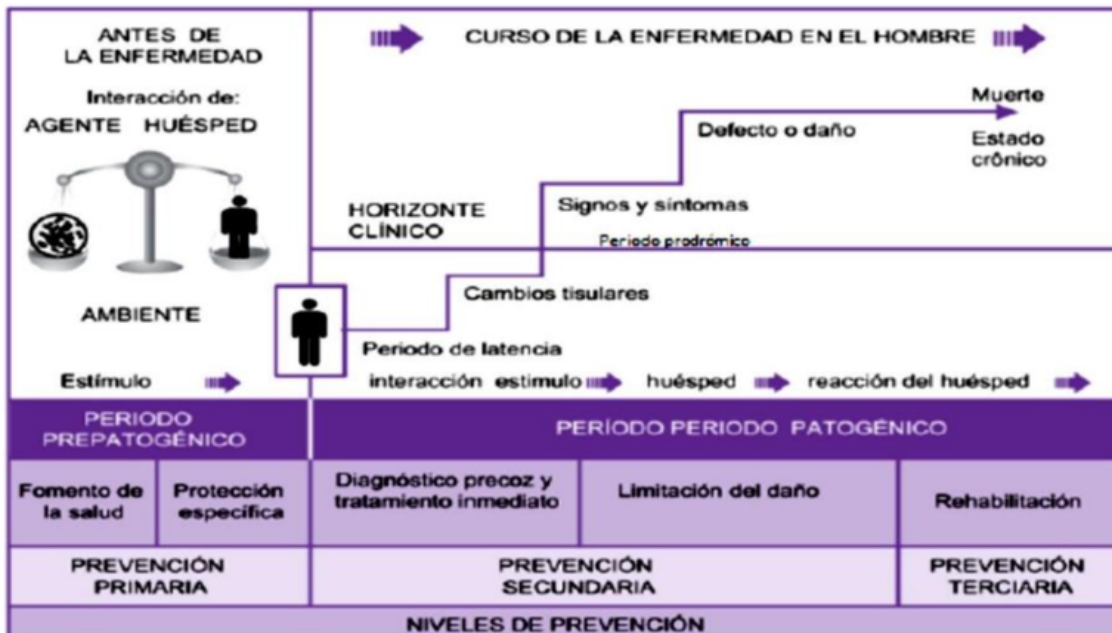 ANTES DE
LA ENFERMEDAD
Interacción de:
AGENTE HUÉSPED
AMBIENTE
Estímulo
CURSO DE LA ENFERMEDAD EN EL HOMBRE
Muerte
Defecto o daño
Estado
crônico
Signos y síntomas
HORIZONTE
CLÍNICO
Periodo prodrómico
Cambios tisulares
Periodo de latencia
interacción estimulo huésped reacción del huésped
PERIODO
PREPATOGÉNICO
PERÍODO PERIODO PATOGÉNICO
Fomento de
la salud
Protección
específica
Diagnóstico precoz y
tratamiento inmediato
Limitación del daño
Rehabilitación
PREVENCIÓN
PRIMARIA
PREVENCIÓN
SECUNDARIA
PREVENCIÓN
TERCIARIA
NIVELES DE PREVENCIÓN